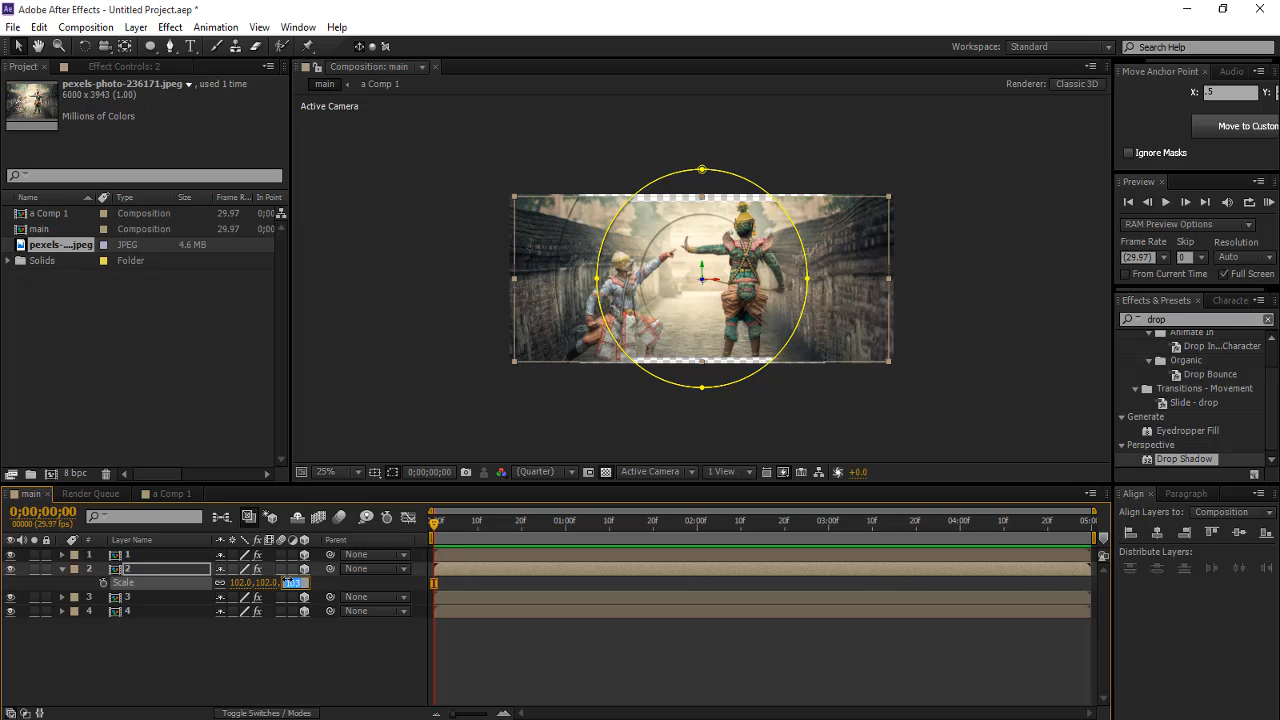 Adobe After Effects - Untitled Project.aep *
File Edit Composition Layer Effect Animation View Window Help
Workspace: Standard
Search Help
Project
Effect Controls: 2
pexels-photo-236171.jpeg , used 1 time
6000 x 3943 (1.00)
Millions of Colors
Name Type Size Frame R... In Point
a Comp 1 Composition 29.97 0;00
main Composition 29.97 0;00
pexels-....jpeg JPEG 4.6 MB
Solids Folder
8 bpc
Composition: main
main a Comp 1
Renderer: Classic 3D
Active Camera
25% 0;00;00;00 (Quarter) Active Camera 1 View +0.0
Move Anchor Point Audio
X: .5 Y:
Move to Custom
Ignore Masks
Preview
RAM Preview Options
Frame Rate Skip Resolution
(29.97) 0 Auto
From Current Time Full Screen
Effects & Presets Characte
drop
Animate In
Drop In...Character
Organic
Drop Bounce
Transitions - Movement
Slide - drop
Generate
Eyedropper Fill
Perspective
Drop Shadow
main Render Queue a Comp 1
0;00;00;00
00000 (29.97 fps)
# Layer Name Parent
10f 20f 01:00f 10f 20f 02:00f 10f 20f 03:00f 10f 20f 04:00f 10f 20f 05:0
1 1 None
2 2 None
Scale 102.0,102.0, 103
3 3 None
4 4 None
Toggle Switches / Modes
Align Paragraph
Align Layers to: Composition
Distribute Layers: